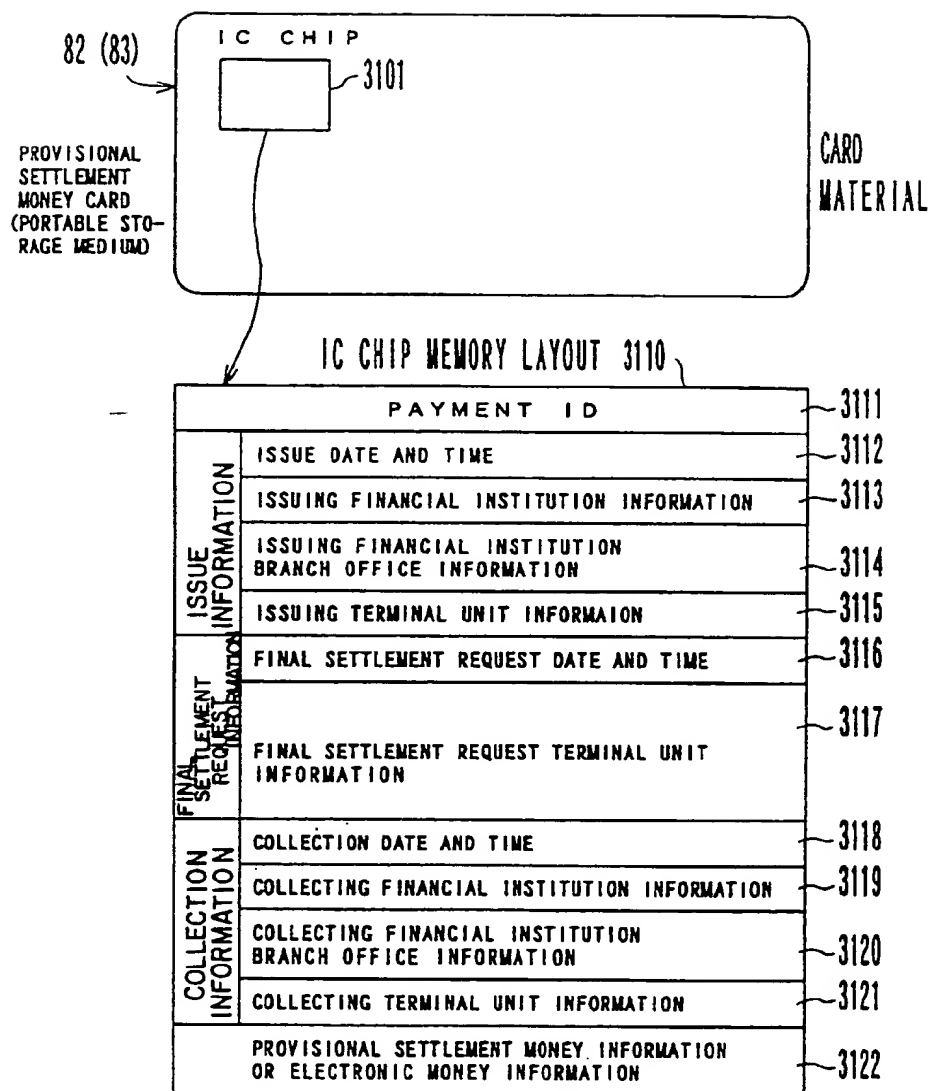 IC CHIP
82 (83)
3101
PROVISIONAL
SETTLEMENT
MONEY CARD
(PORTABLE STO-
RAGE MEDIUM)
CARD
MATERIAL
IC CHIP MEMORY LAYOUT 3110
PAYMENT ID
3111
ISSUE
INFORMATION
ISSUE DATE AND TIME
3112
ISSUING FINANCIAL INSTITUTION INFORMATION
3113
ISSUING FINANCIAL INSTITUTION
BRANCH OFFICE INFORMATION
3114
ISSUING TERMINAL UNIT INFORMAION
3115
FINAL
SETTLEMENT
REQUEST
INFORMATION
FINAL SETTLEMENT REQUEST DATE AND TIME
3116
FINAL SETTLEMENT REQUEST TERMINAL UNIT
INFORMATION
3117
COLLECTION
INFORMATION
COLLECTION DATE AND TIME
3118
COLLECTING FINANCIAL INSTITUTION INFORMATION
3119
COLLECTING FINANCIAL INSTITUTION
BRANCH OFFICE INFORMATION
3120
COLLECTING TERMINAL UNIT INFORMATION
3121
PROVISIONAL SETTLEMENT MONEY INFORMATION
OR ELECTRONIC MONEY INFORMATION
3122